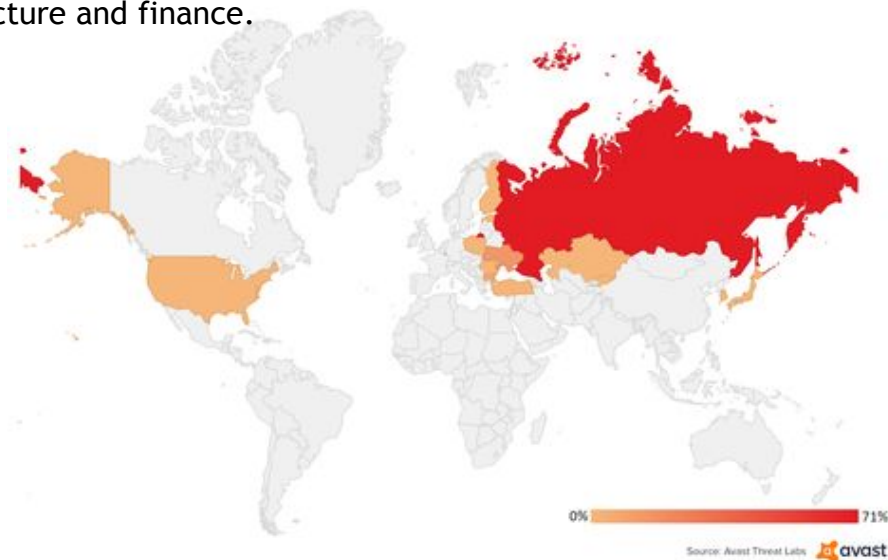 cture and finance.
0%
71%
Source: Avast Threat Labs
avast